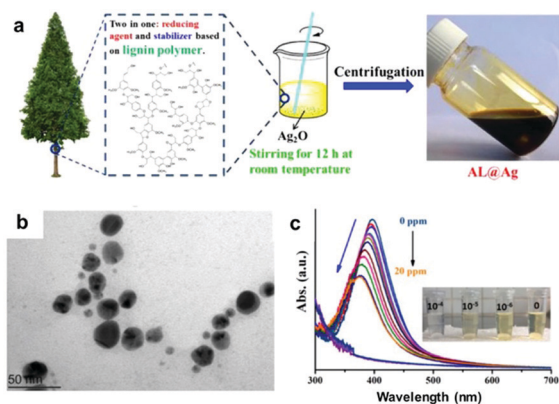 a
Two in one: reducing
agent and stabilizer based
on lignin polymer.
Ag2O
Stirring for 12 h at
room temperature
Centrifugation
AL@Ag
b
50 nm
c
Abs. (a.u.)
0 ppm
20 ppm
10-4
10-5
10-6
0
300
400
500
600
700
Wavelength (nm)